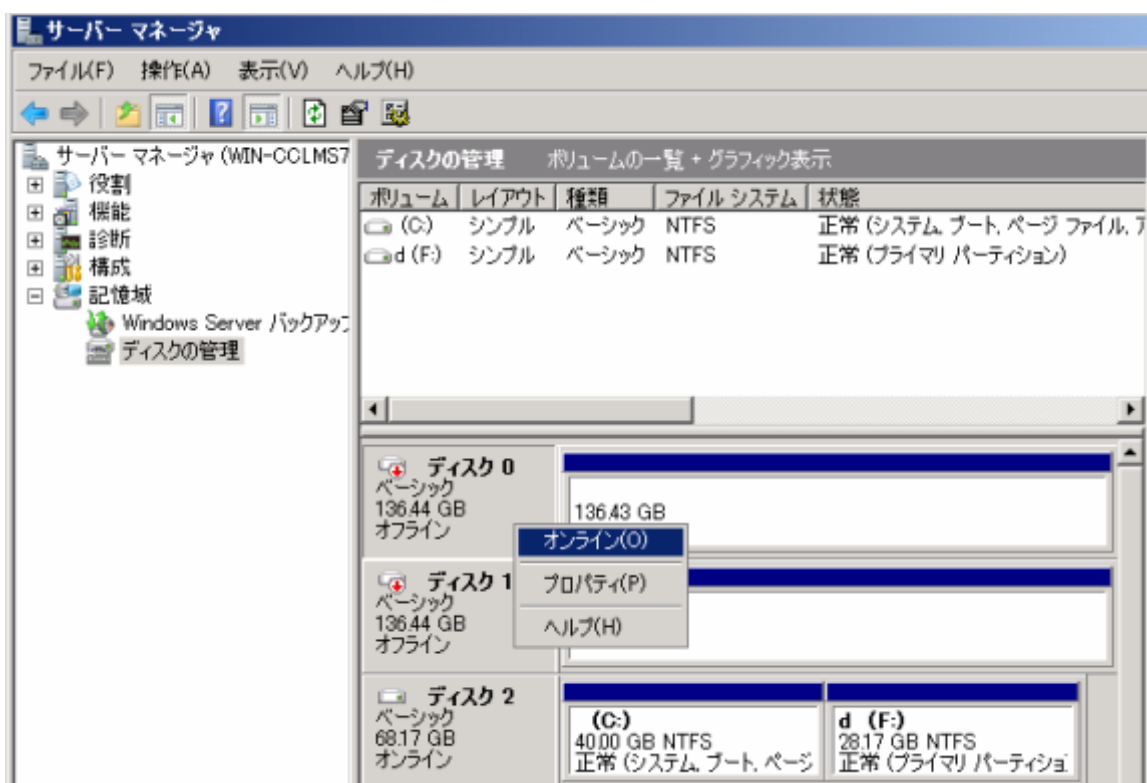 サーバー マネージャ
ファイル(F) 操作(A) 表示(V) ヘルプ(H)
サーバー マネージャ (WIN-CCLMS7
役割
機能
診断
構成
記憶域
Windows Server バックアップ
ディスクの管理
ディスクの管理 ボリュームの一覧 + グラフィック表示
ボリューム レイアウト 種類 ファイル システム 状態
(C:) シンプル ベーシック NTFS 正常 (システム, ブート, ページ ファイル, ア
d (F:) シンプル ベーシック NTFS 正常 (プライマリ パーティション)
ディスク 0
ベーシック
136.44 GB
オフライン
136.43 GB
オンライン(O)
プロパティ(P)
ヘルプ(H)
ディスク 1
ベーシック
136.44 GB
オフライン
ディスク 2
ベーシック
68.17 GB
オンライン
(C:)
40.00 GB NTFS
正常 (システム, ブート, ページ
d (F:)
28.17 GB NTFS
正常 (プライマリ パーティショ